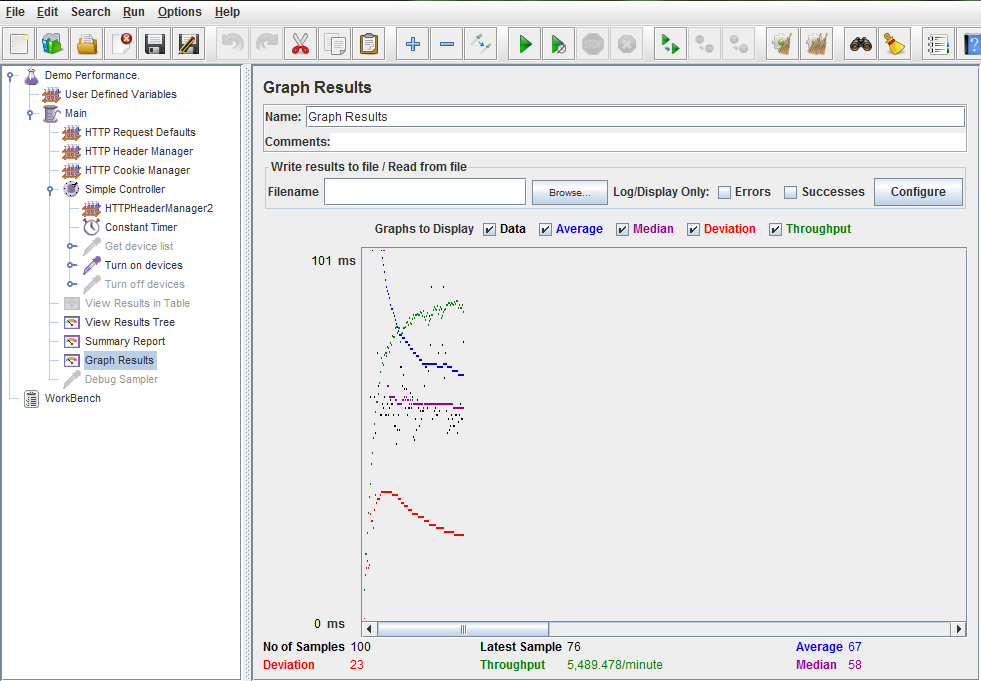 File Edit Search Run Options Help
Demo Performance.
User Defined Variables
Main
HTTP Request Defaults
HTTP Header Manager
HTTP Cookie Manager
Simple Controller
HTTPHeaderManager2
Constant Timer
Get device list
Turn on devices
Turn off devices
View Results in Table
View Results Tree
Summary Report
Graph Results
Debug Sampler
WorkBench
Graph Results
Name: Graph Results
Comments:
Write results to file / Read from file
Filename Browse... Log/Display Only: Errors Successes Configure
Graphs to Display Data Average Median Deviation Throughput
101 ms
0 ms
No of Samples 100 Latest Sample 76 Average 67
Deviation 23 Throughput 5,489.478/minute Median 58
STOP
?